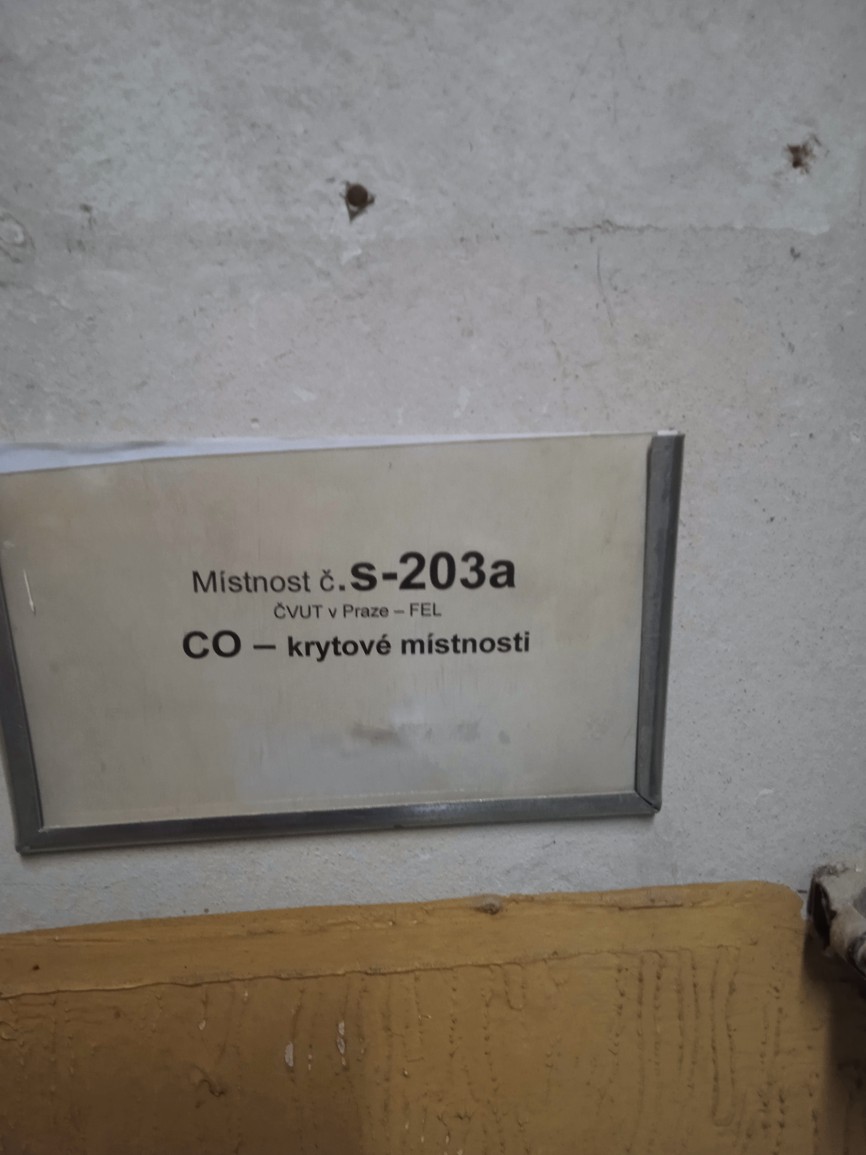 Místnost č.s-203a
ČVUT v Praze – FEL
CO – krytové místnosti